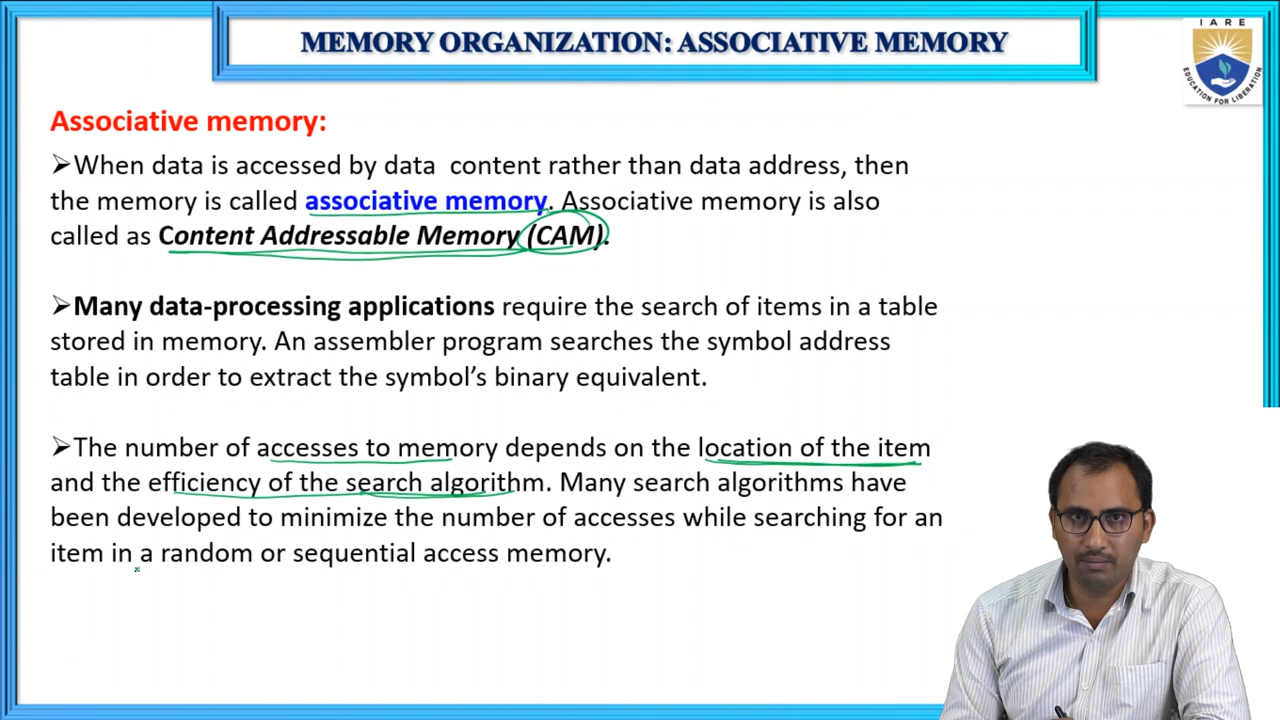 MEMORY ORGANIZATION: ASSOCIATIVE MEMORY
IARE
EDUCATION FOR LIBERATION
Associative memory:
➢When data is accessed by data content rather than data address, then
the memory is called associative memory. Associative memory is also
called as Content Addressable Memory (CAM).
➢Many data-processing applications require the search of items in a table
stored in memory. An assembler program searches the symbol address
table in order to extract the symbol’s binary equivalent.
➢The number of accesses to memory depends on the location of the item
and the efficiency of the search algorithm. Many search algorithms have
been developed to minimize the number of accesses while searching for an
item in a random or sequential access memory.